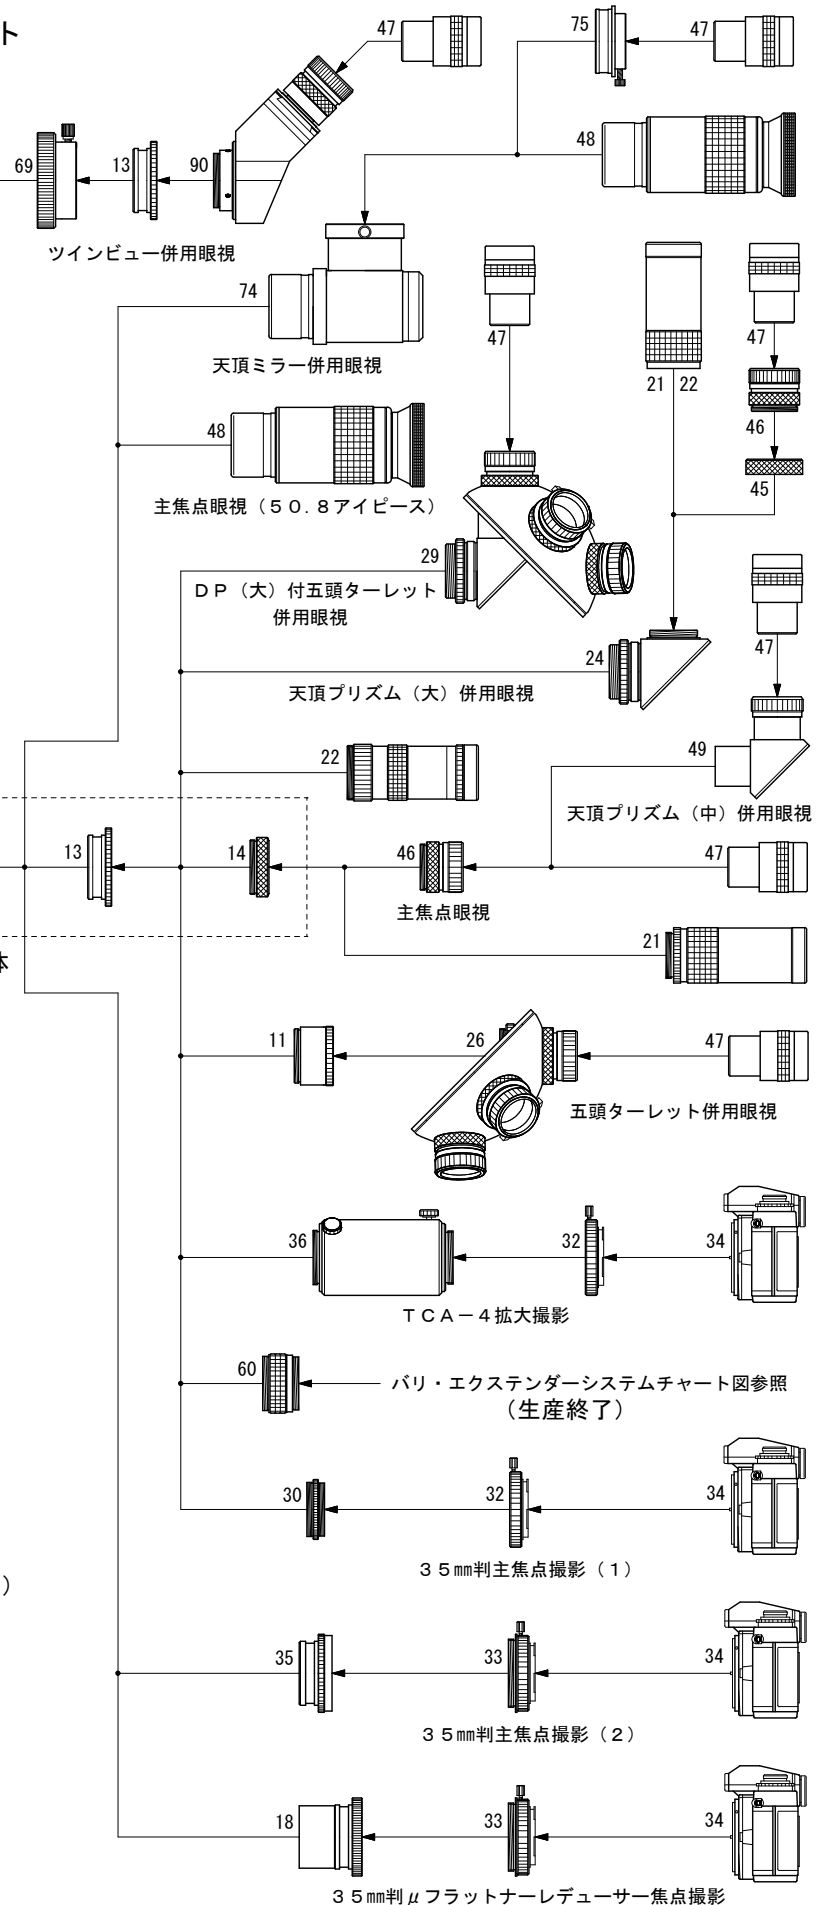 ト
47
75
47
48
69
13
90
ツインビュー併用眼視
74
47
21 22
47
天頂ミラー併用眼視
46
48
45
主焦点眼視（５０.８アイピース）
29
ＤＰ（大）付五頭ターレット
併用眼視
47
24
天頂プリズム（大）併用眼視
49
22
天頂プリズム（中）併用眼視
13
14
46
47
主焦点眼視
21
体
11
26
47
五頭ターレット併用眼視
36
32
34
ＴＣＡ－４拡大撮影
60
バリ・エクステンダーシステムチャート図参照
（生産終了）
30
32
34
３５㎜判主焦点撮影（１）
）
35
33
34
３５㎜判主焦点撮影（２）
18
33
34
３５㎜判μフラットナーレデューサー焦点撮影